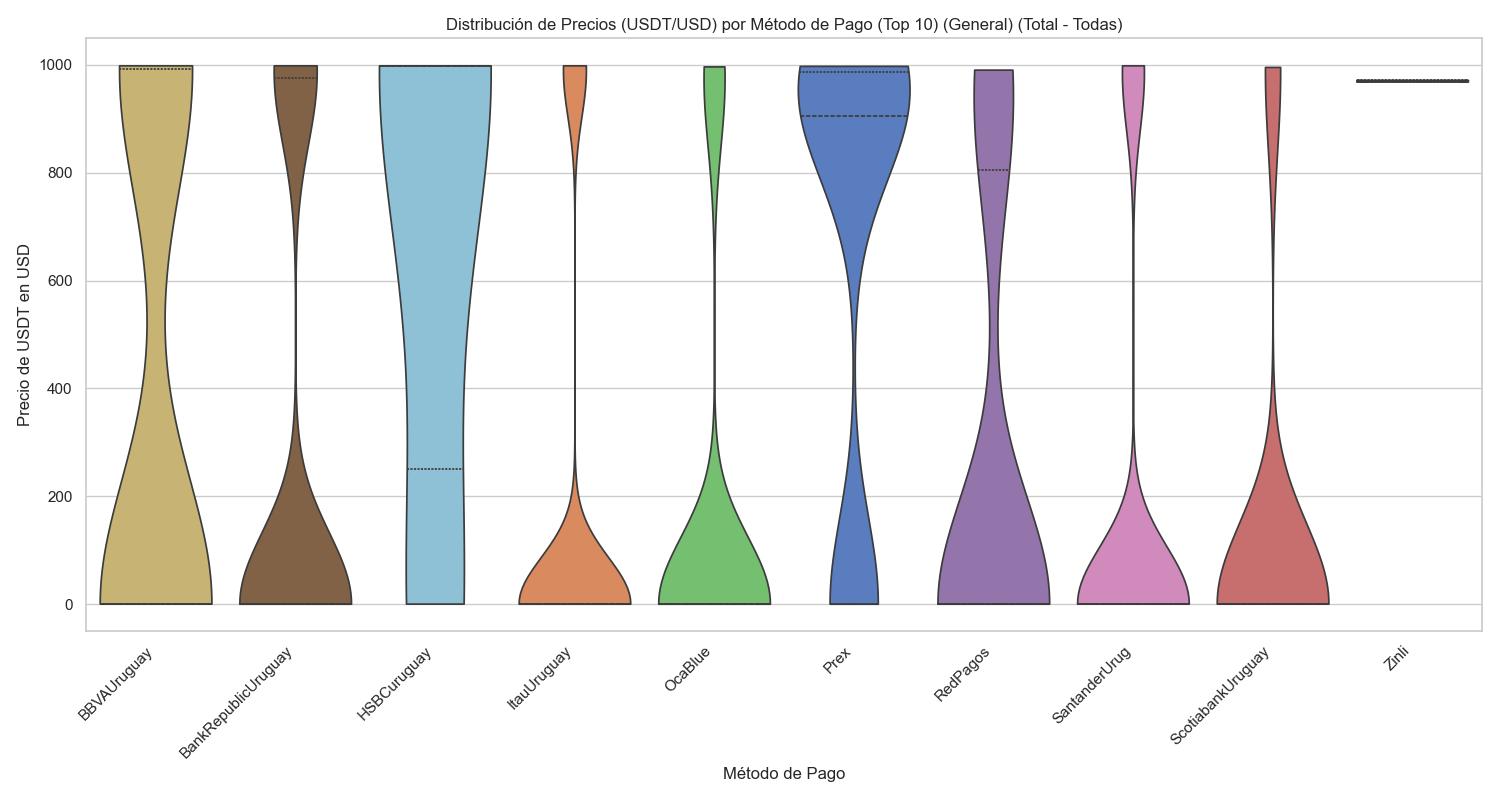 Distribución de Precios (USDT/USD) por Método de Pago (Top 10) (General) (Total - Todas)
Precio de USDT en USD
1000
800
600
400
200
0
BBVAUruguay
BankRepublicUruguay
HSBCuruguay
ItauUruguay
OcaBlue
Prex
RedPagos
SantanderUrug
ScotiabankUruguay
Zinli
Método de Pago